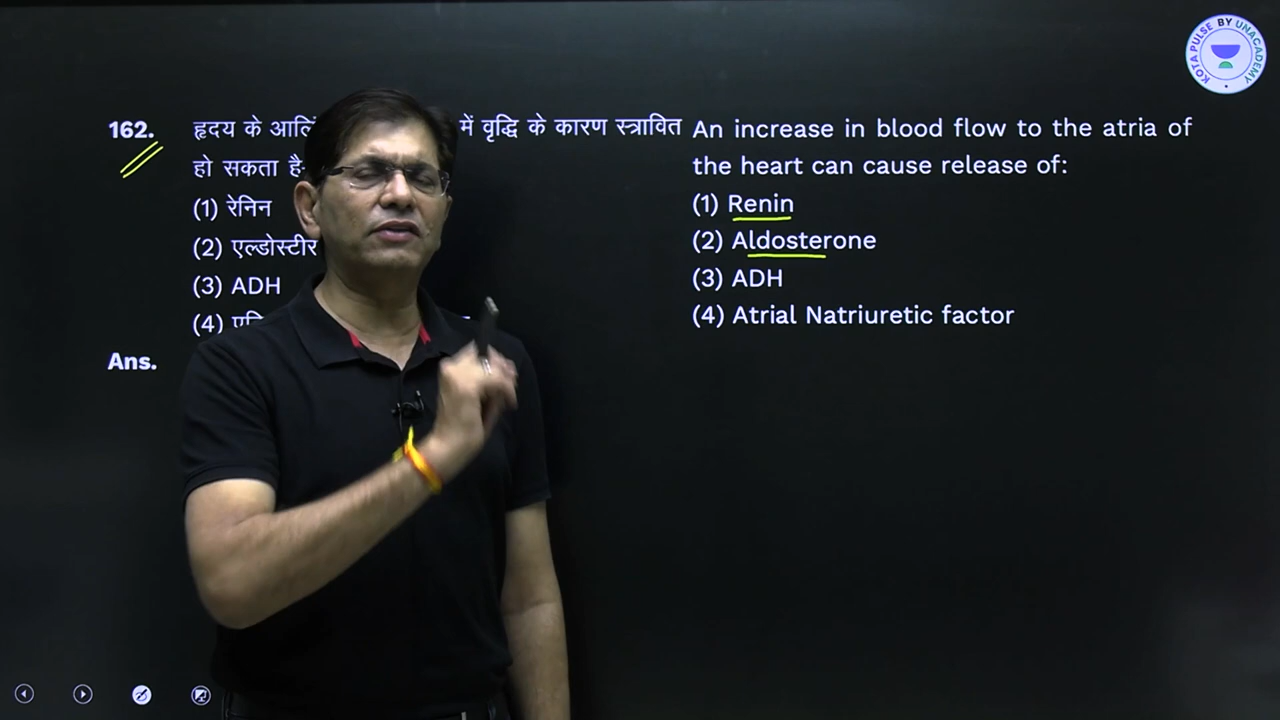 KOTA PULSE BY UNACADEMY
162. हृदय के में वृद्धि के कारण स्त्रावित
हो सकता है-
(1) रेनिन
(2) एल्डोस्टीर
(3) ADH
(4)
Ans.
An increase in blood flow to the atria of
the heart can cause release of:
(1) Renin
(2) Aldosterone
(3) ADH
(4) Atrial Natriuretic factor